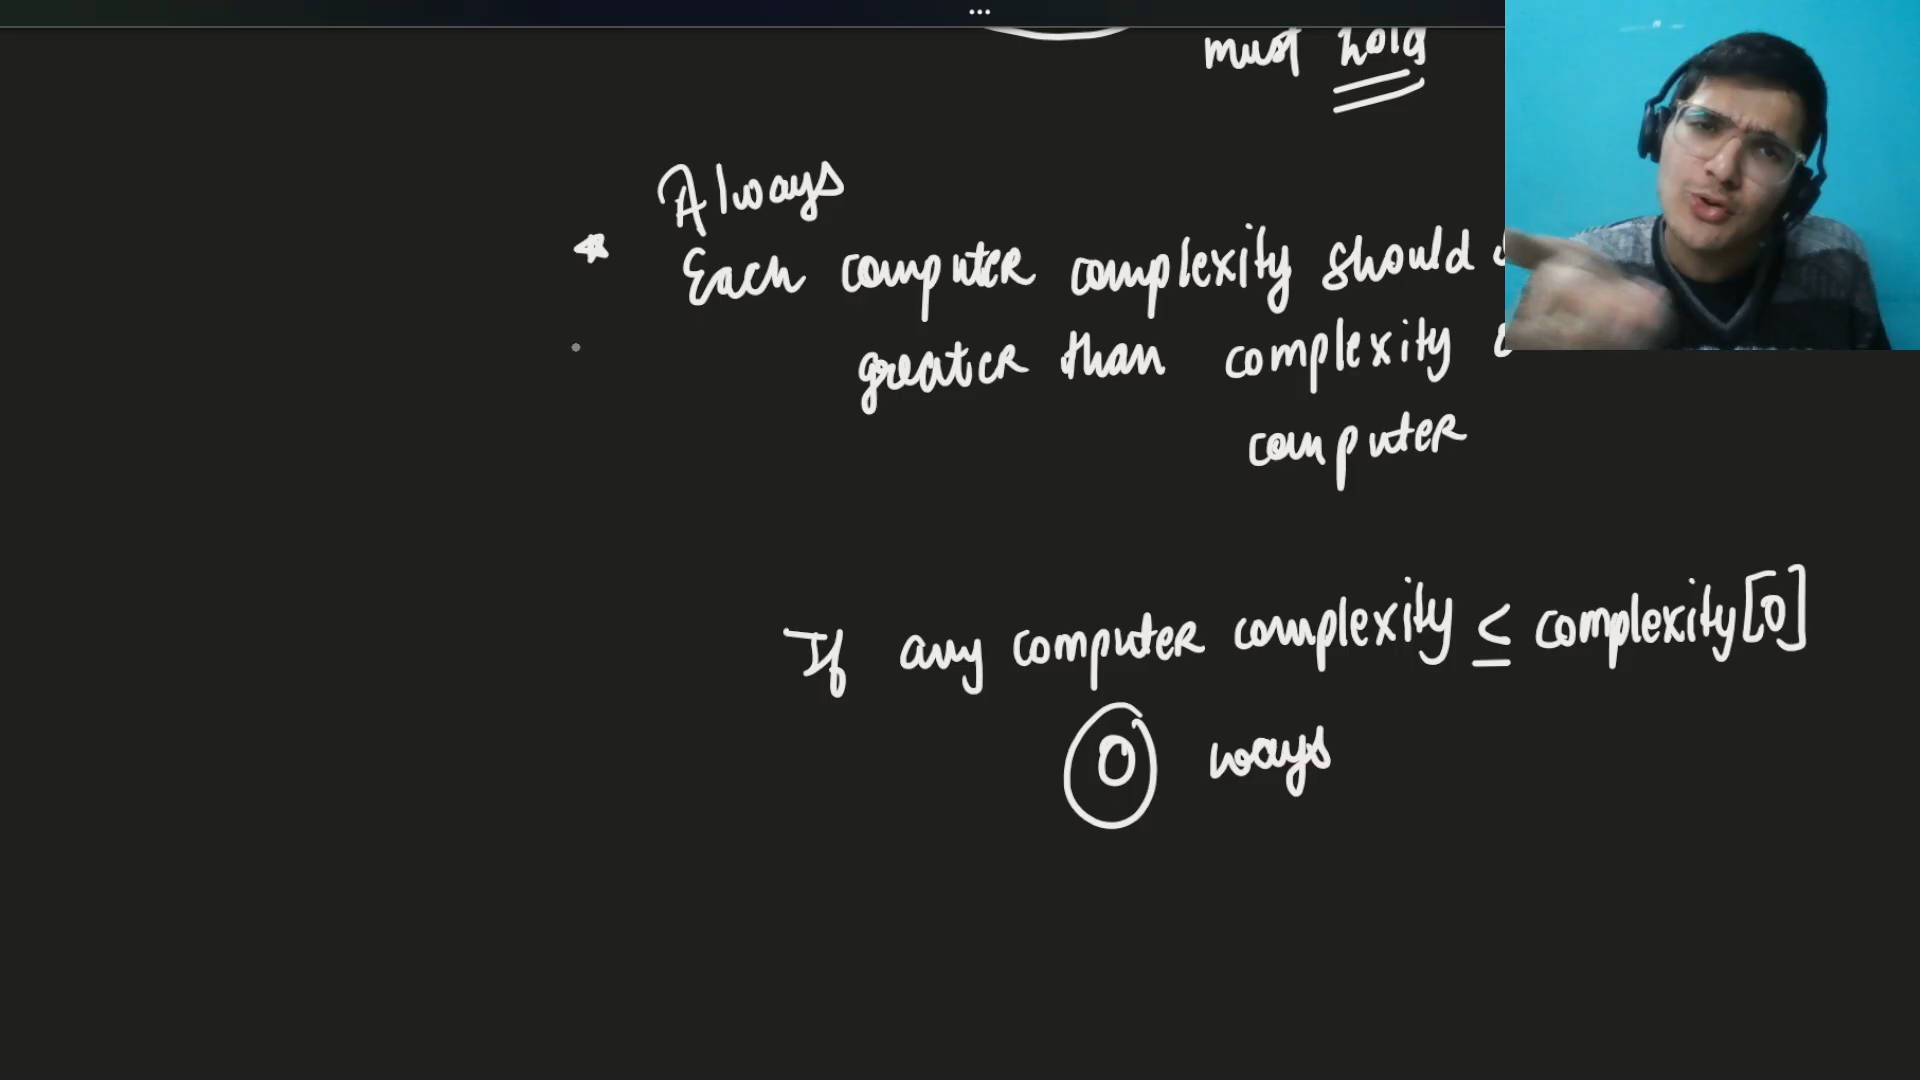 ...
must hold
Always
* Each computer complexity should
greater than complexity
computer
If any computer complexity ≤ complexity[0]
0 ways